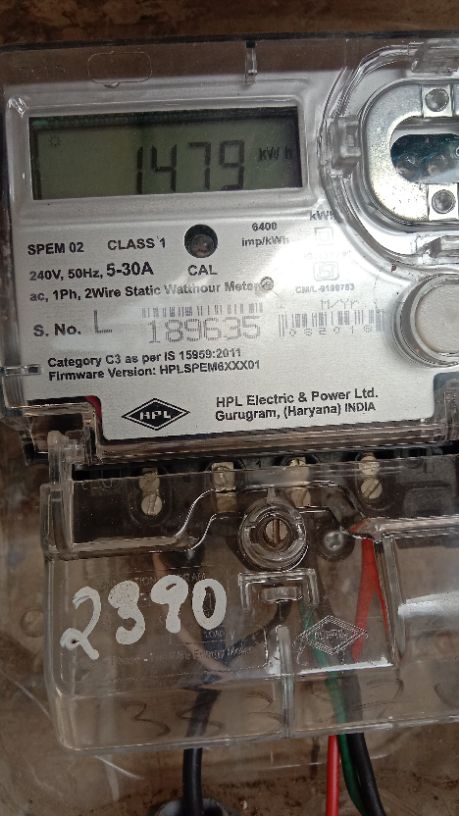 1479 kWh
6400
imp/kWh
SPEM 02 CLASS 1
240V, 50Hz, 5-30A CAL
ac, 1Ph, 2Wire Static Watthour Meter
S. No. L 189635
Category C3 as per IS 15959:2011
Firmware Version: HPLSPEM6XXX01
HPL
HPL Electric & Power Ltd.
Gurugram, (Haryana) INDIA
2390